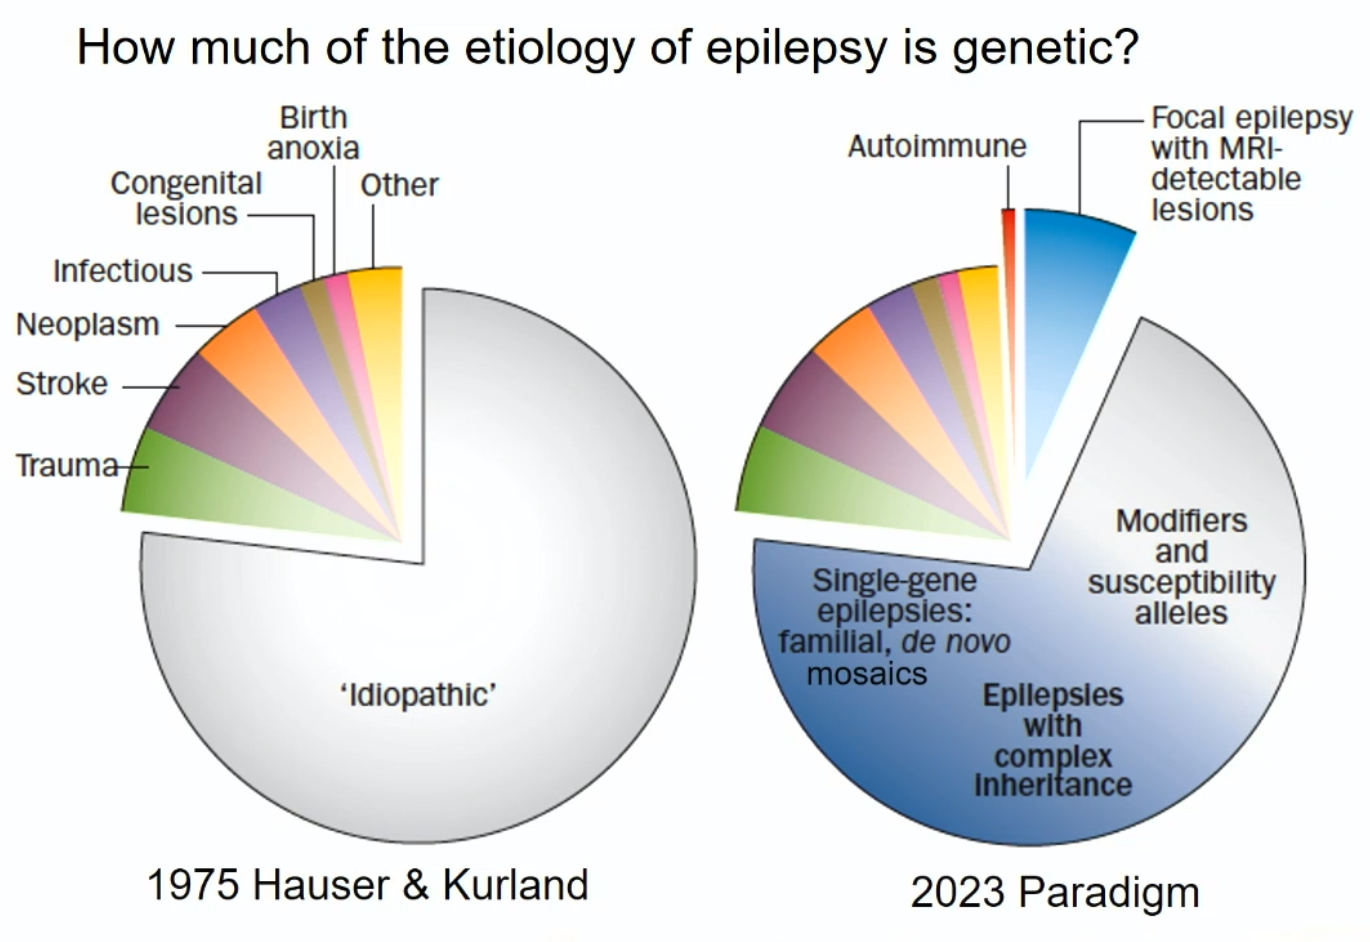 How much of the etiology of epilepsy is genetic?
Birth
anoxia
Congenital
lesions
Other
Infectious
Neoplasm
Stroke
Trauma
'Idiopathic'
1975 Hauser & Kurland
Autoimmune
Focal epilepsy
with MRI-
detectable
lesions
Modifiers
and
susceptibility
alleles
Single-gene
epilepsies:
familial, de novo
mosaics
Epilepsies
with
complex
inheritance
2023 Paradigm